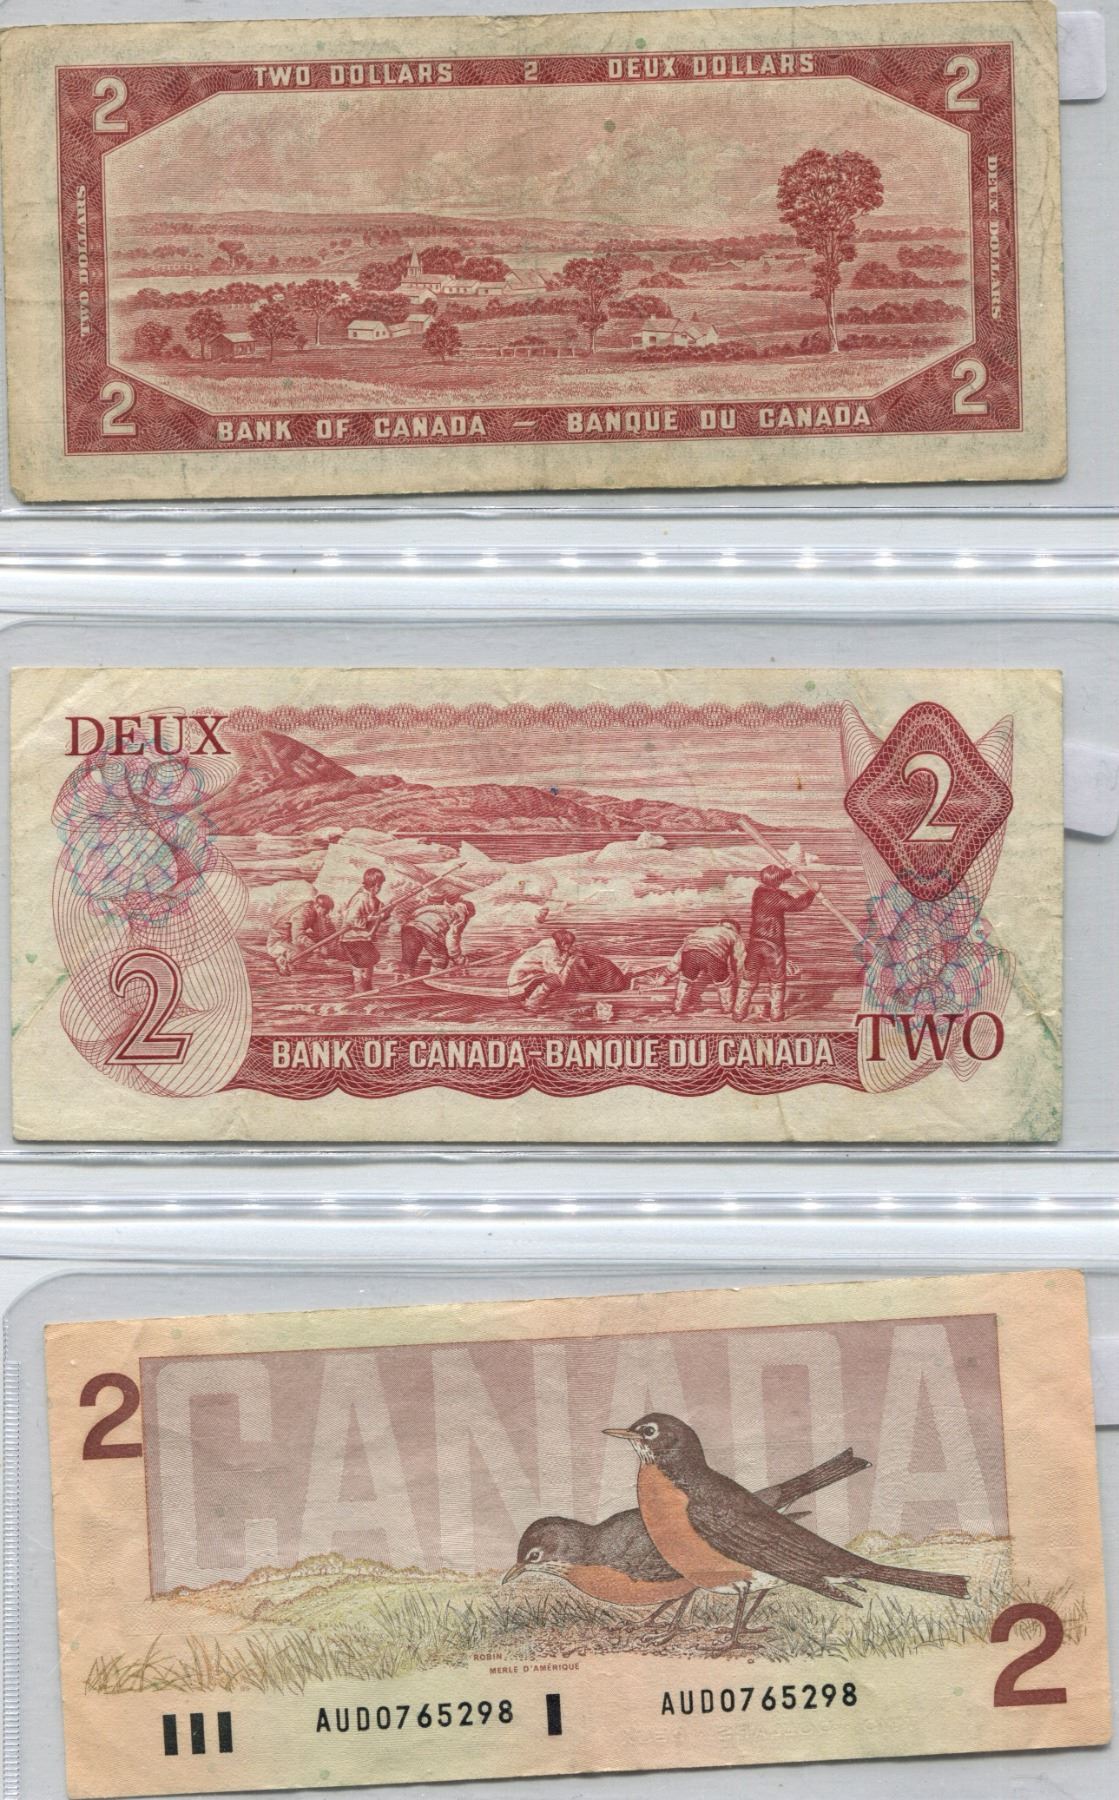 TWO DOLLARS 2 DEUX DOLLARS
2 2
TWO DOLLARS
DEUX DOLLARS
2 2
BANK OF CANADA — BANQUE DU CANADA
DEUX
2
2
TWO
BANK OF CANADA-BANQUE DU CANADA
CANADA
2
ROBIN
MERLE D'AMÉRIQUE
2
AUD0765298 AUD0765298